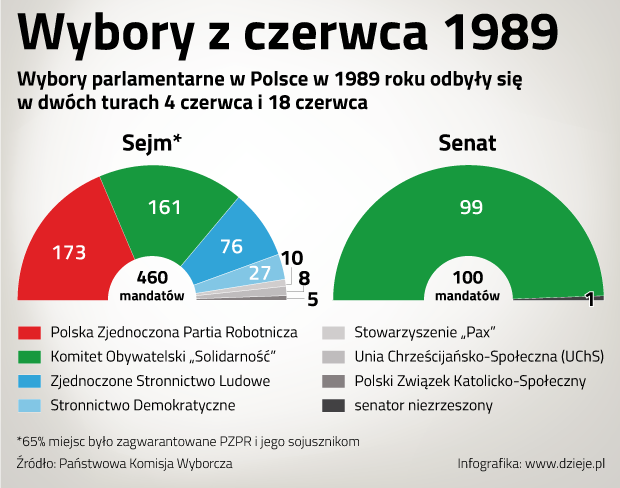 Wybory z czerwca 1989
Wybory parlamentarne w Polsce w 1989 roku odbyły się
w dwóch turach 4 czerwca i 18 czerwca
Sejm*
173
161
76
27
10
8
5
460
mandatów
Senat
99
1
100
mandatów
Polska Zjednoczona Partia Robotnicza
Komitet Obywatelski „Solidarność“
Zjednoczone Stronnictwo Ludowe
Stronnictwo Demokratyczne
Stowarzyszenie „Pax”
Unia Chrześcijańsko-Społeczna (UChS)
Polski Związek Katolicko-Społeczny
senator niezrzeszony
*65% miejsc było zagwarantowane PZPR i jego sojusznikom
Źródło: Państwowa Komisja Wyborcza
Infografika: www.dzieje.pl